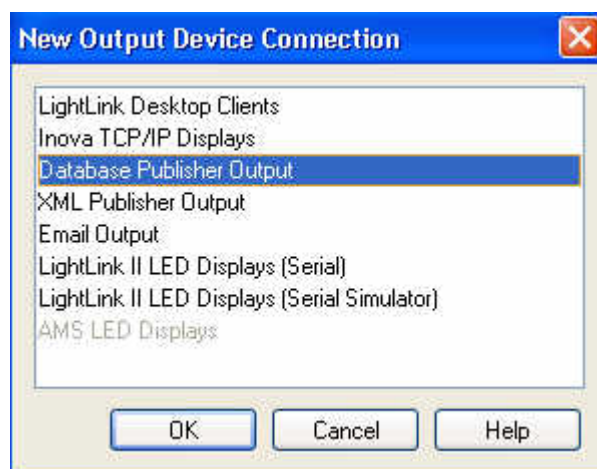 New Output Device Connection
LightLink Desktop Clients
Inova TCP/IP Displays
Database Publisher Output
XML Publisher Output
Email Output
LightLink II LED Displays (Serial)
LightLink II LED Displays (Serial Simulator)
AMS LED Displays
OK Cancel Help